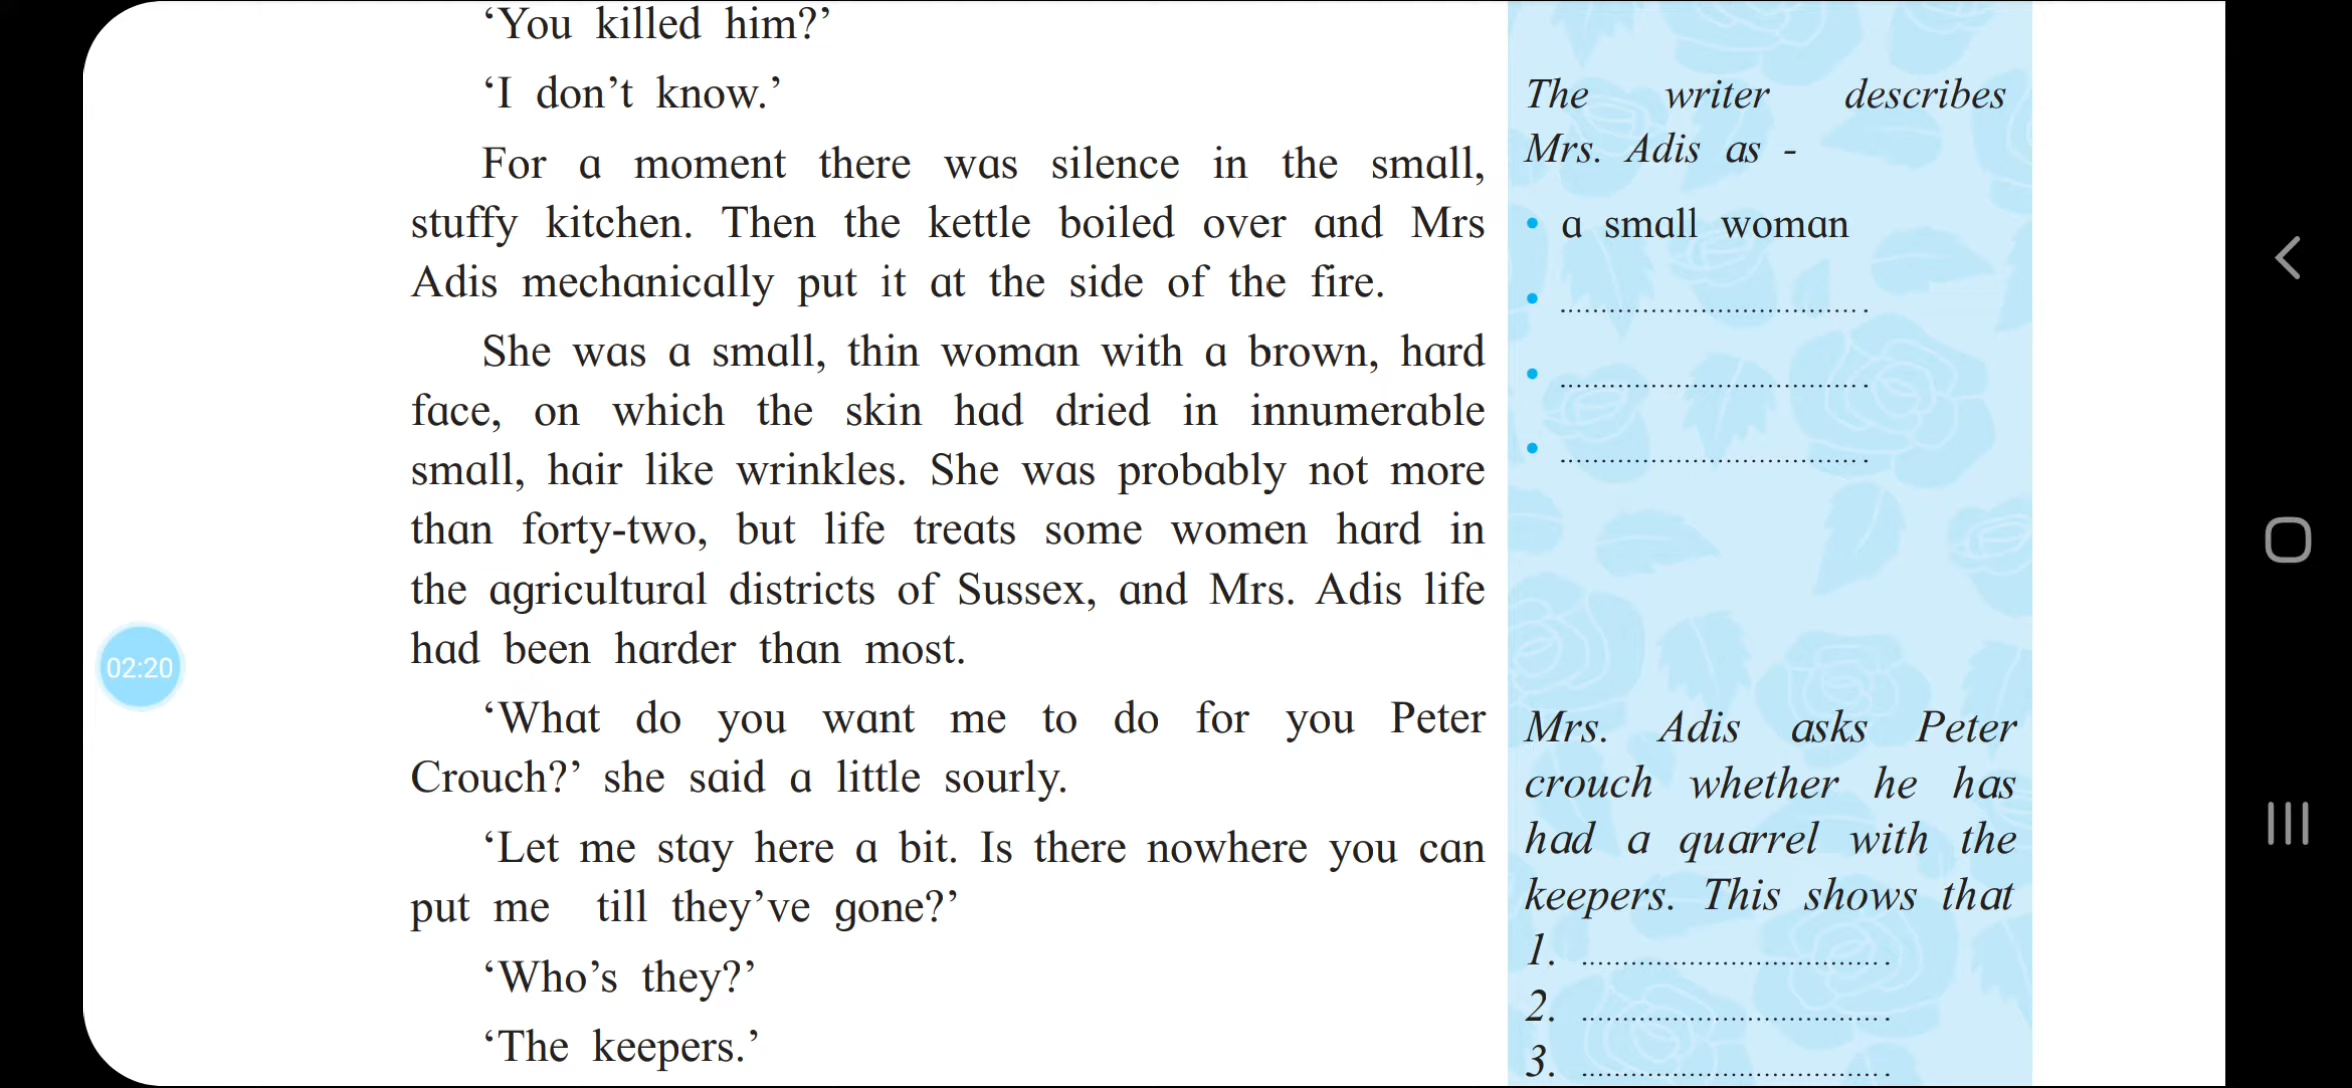 ‘You killed him?’
‘I don’t know.’
For a moment there was silence in the small,
stuffy kitchen. Then the kettle boiled over and Mrs
Adis mechanically put it at the side of the fire.
She was a small, thin woman with a brown, hard
face, on which the skin had dried in innumerable
small, hair like wrinkles. She was probably not more
than forty-two, but life treats some women hard in
the agricultural districts of Sussex, and Mrs. Adis life
had been harder than most.
‘What do you want me to do for you Peter
Crouch?’ she said a little sourly.
‘Let me stay here a bit. Is there nowhere you can
put me till they’ve gone?’
‘Who’s they?’
‘The keepers.’
The writer describes
Mrs. Adis as -
• a small woman
• ....................................
• ....................................
• ....................................
Mrs. Adis asks Peter
crouch whether he has
had a quarrel with the
keepers. This shows that
1. ....................................
2. ....................................
3. ....................................
02:20